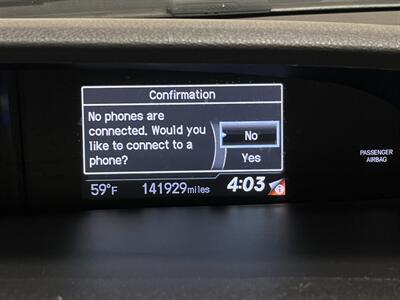 Confirmation
No phones are
connected. Would you
like to connect to a
phone?
No
Yes
PASSENGER
AIRBAG
59°F 141929miles 4:03